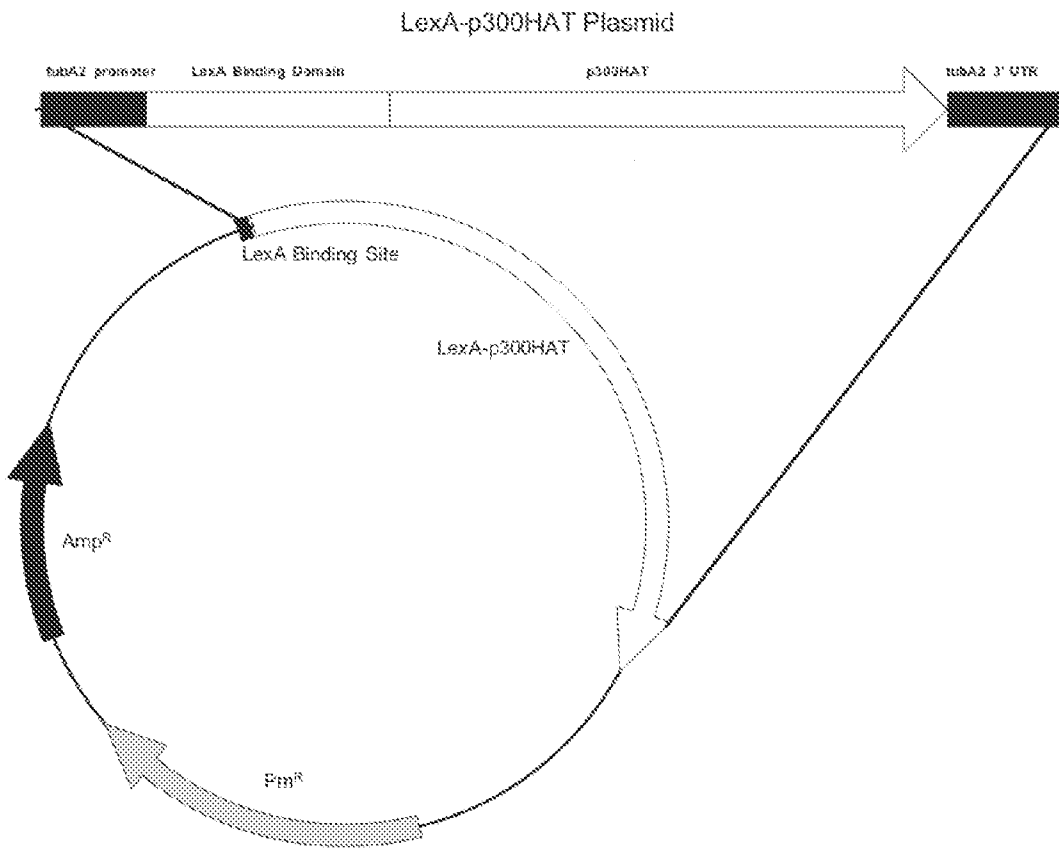 LexA-p300HAT Plasmid
tubA2 promoter LexA Binding Domain p300HAT tubA2 3' UTR
LexA Binding Site
LexA-p300HAT
Amp^R
Pm^R